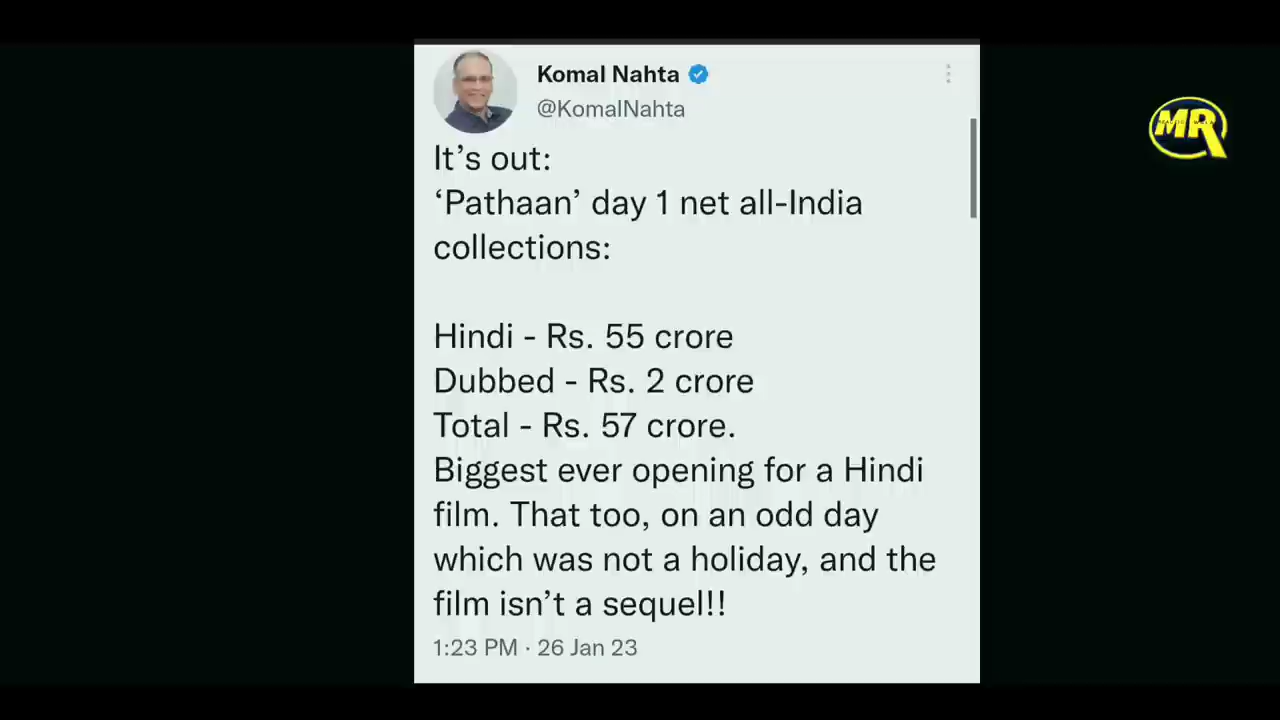 Komal Nahta
@KomalNahta
It’s out:
‘Pathaan’ day 1 net all-India
collections:
Hindi - Rs. 55 crore
Dubbed - Rs. 2 crore
Total - Rs. 57 crore.
Biggest ever opening for a Hindi
film. That too, on an odd day
which was not a holiday, and the
film isn’t a sequel!!
1:23 PM · 26 Jan 23
MR